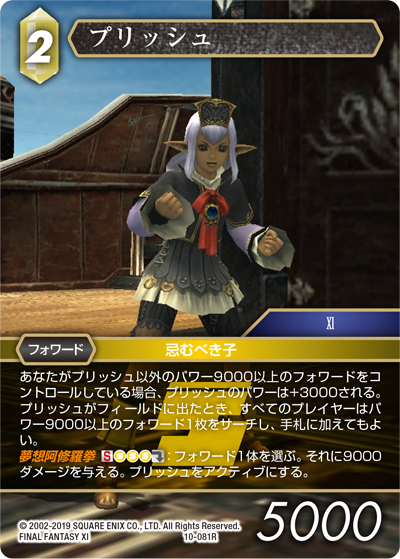 2
プリッシュ
XI
フォワード
忌むべき子
あなたがプリッシュ以外のパワー9000以上のフォワードをコ
ントロールしている場合、プリッシュのパワーは+3000される。
プリッシュがフィールドに出たとき、すべてのプレイヤーはパ
ワー9000以上のフォワード1枚をサーチし、手札に加えてもよ
い。
夢想阿修羅拳 S : フォワード1体を選ぶ。それに9000
ダメージを与える。プリッシュをアクティブにする。
© 2002-2019 SQUARE ENIX CO., LTD. All Rights Reserved.
FINAL FANTASY XI
10-081R
5000